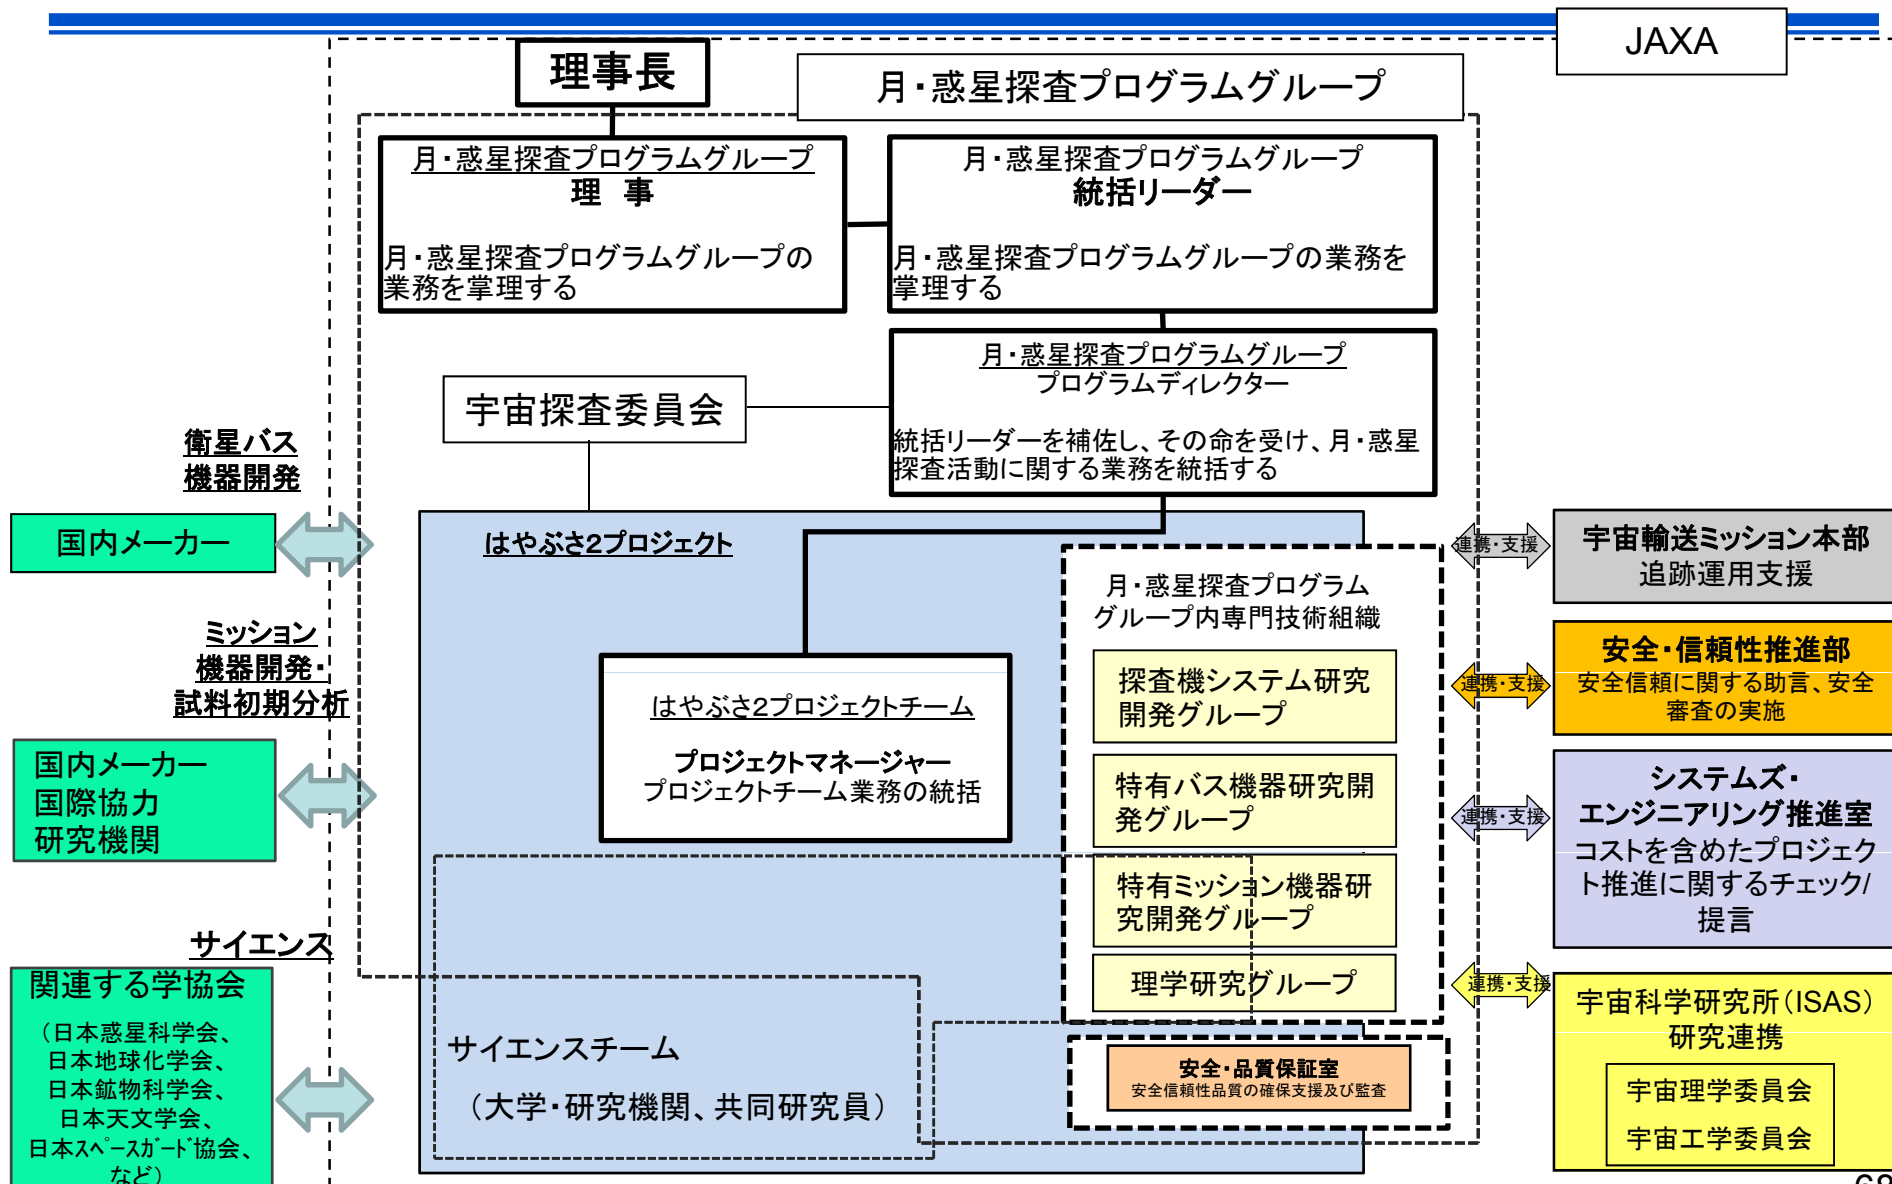 JAXA
理事長
月・惑星探査プログラムグループ
月・惑星探査プログラムグループ
理 事
月・惑星探査プログラムグループの
業務を掌理する
月・惑星探査プログラムグループ
統括リーダー
月・惑星探査プログラムグループの業務を
掌理する
月・惑星探査プログラムグループ
プログラムディレクター
統括リーダーを補佐し、その命を受け、月・惑星
探査活動に関する業務を統括する
宇宙探査委員会
衛星バス
機器開発
国内メーカー
ミッション
機器開発・
試料初期分析
国内メーカー
国際協力
研究機関
サイエンス
関連する学協会
（日本惑星科学会、
日本地球化学会、
日本鉱物科学会、
日本天文学会、
日本スペースガード協会、
など）
はやぶさ2プロジェクト
はやぶさ2プロジェクトチーム
プロジェクトマネージャー
プロジェクトチーム業務の統括
月・惑星探査プログラム
グループ内専門技術組織
探査機システム研究
開発グループ
特有バス機器研究開
発グループ
特有ミッション機器研
究開発グループ
理学研究グループ
サイエンスチーム
（大学・研究機関、共同研究員）
安全・品質保証室
安全信頼性品質の確保支援及び監査
連携・支援
宇宙輸送ミッション本部
追跡運用支援
連携・支援
安全・信頼性推進部
安全信頼に関する助言、安全
審査の実施
連携・支援
システムズ・
エンジニアリング推進室
コストを含めたプロジェク
ト推進に関するチェック/
提言
連携・支援
宇宙科学研究所（ISAS）
研究連携
宇宙理学委員会
宇宙工学委員会
68